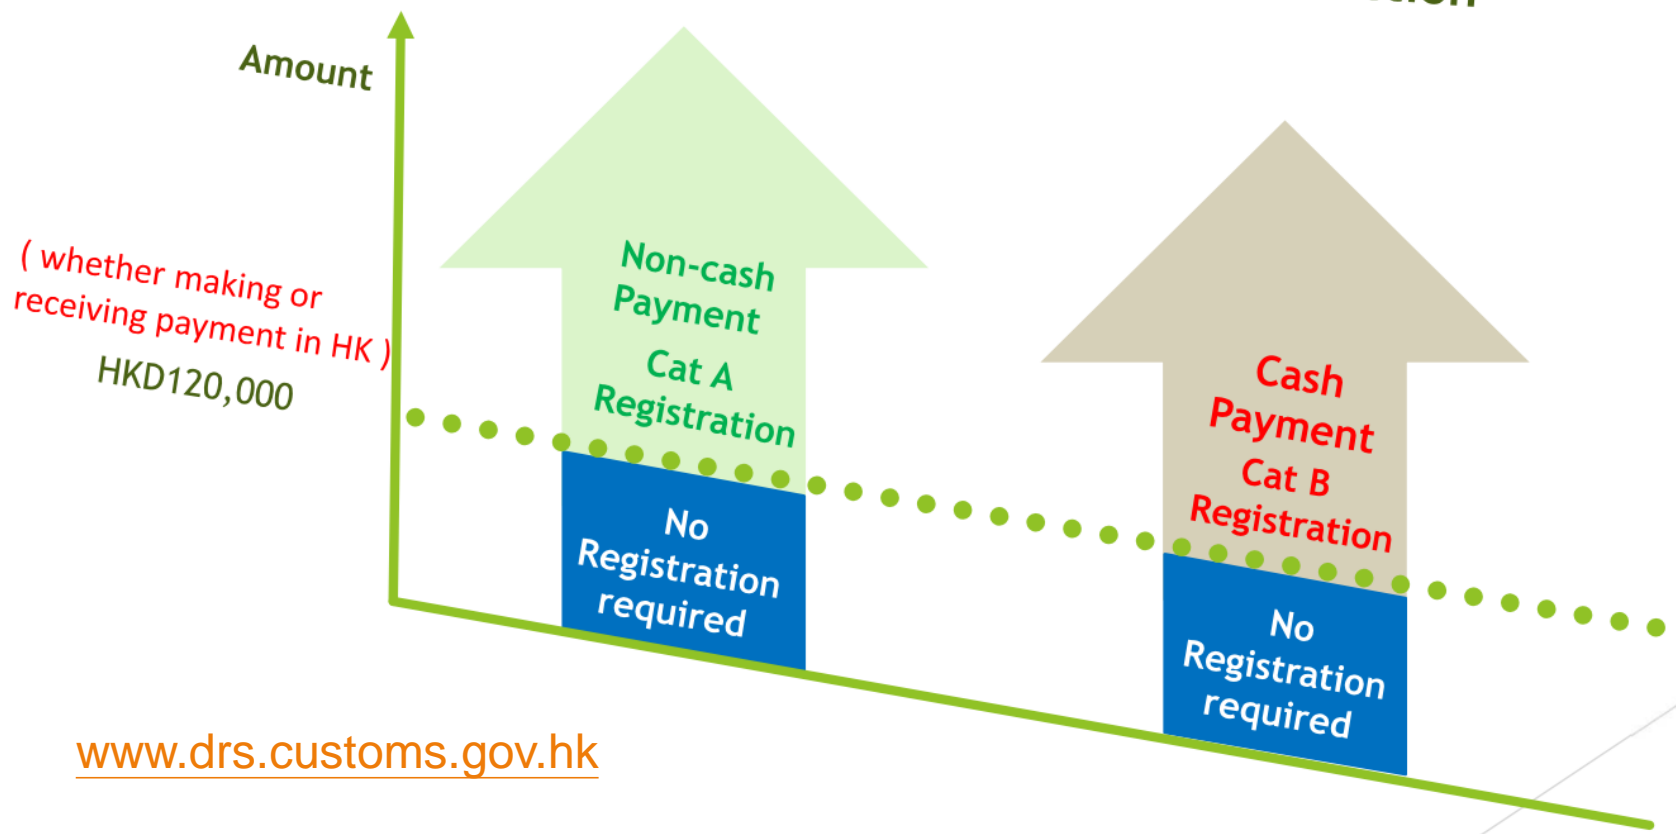 Amount
( whether making or
receiving payment in HK )
HKD120,000
Non-cash
Payment
Cat A
Registration
No
Registration
required
Cash
Payment
Cat B
Registration
No
Registration
required
www.drs.customs.gov.hk